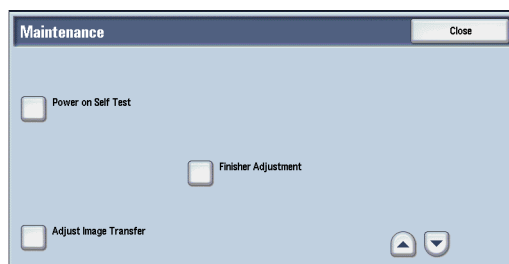 Maintenance
Close
Power on Self Test
Finisher Adjustment
Adjust Image Transfer